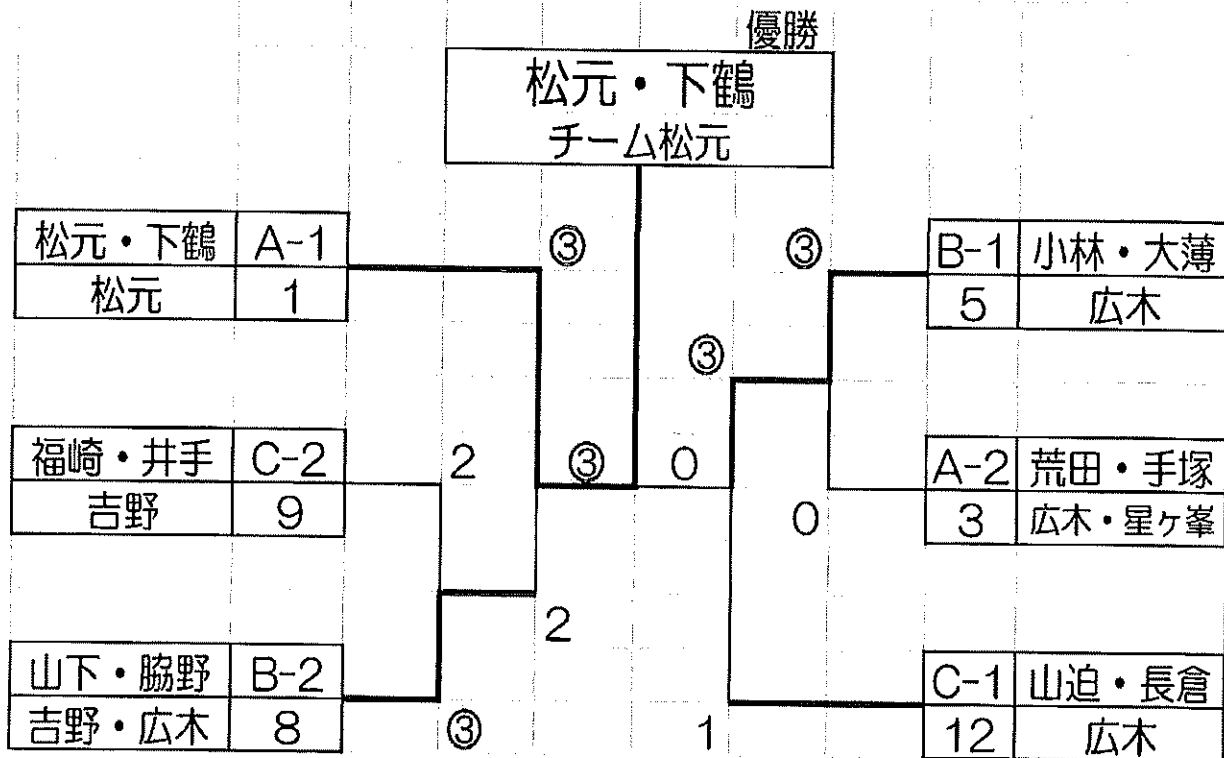 優勝
松元・下鶴
チーム松元
松元・下鶴 A-1
松元 1
③
③
B-1 小林・大薄
5 広木
③
福崎・井手 C-2
吉野 9
2
③
0
0
A-2 荒田・手塚
3 広木・星ヶ峯
山下・脇野 B-2
吉野・広木 8
③
2
1
C-1 山迫・長倉
12 広木